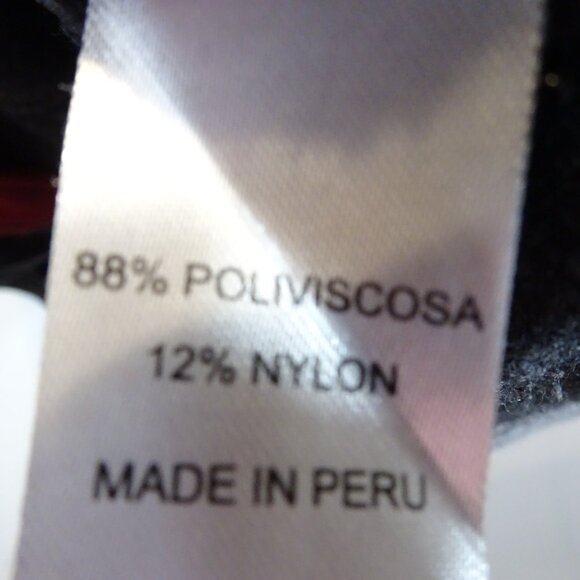 88% POLIVISCOSA
12% NYLON
MADE IN PERU